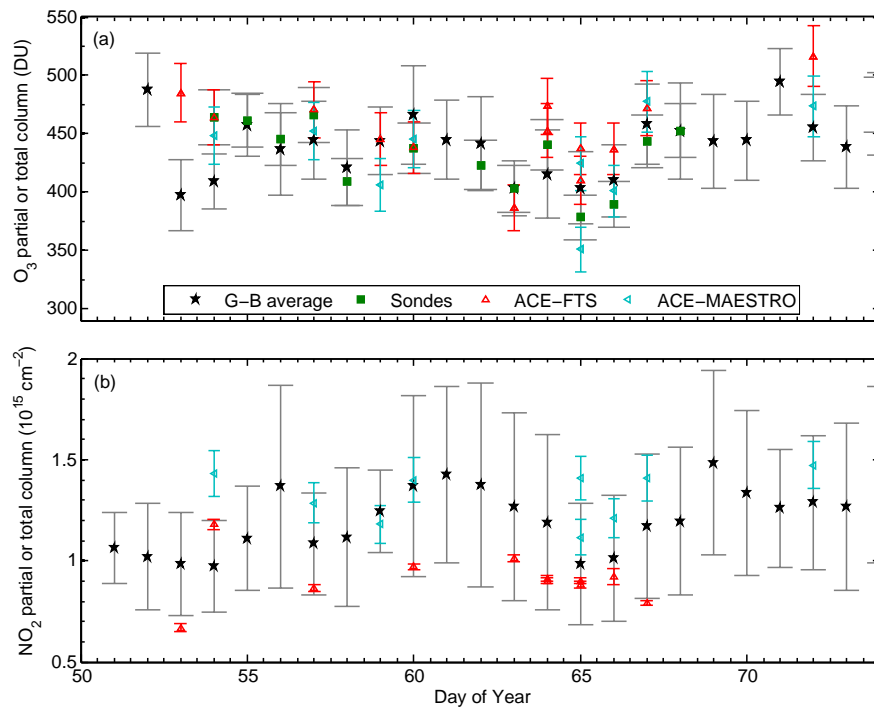 550
500
450
400
350
300
O₃ partial or total column (DU)
(a)
G−B average
Sondes
ACE−FTS
ACE−MAESTRO
2
1.5
1
0.5
NO₂ partial or total column (10¹⁵ cm⁻²)
(b)
50 55 60 65 70
Day of Year